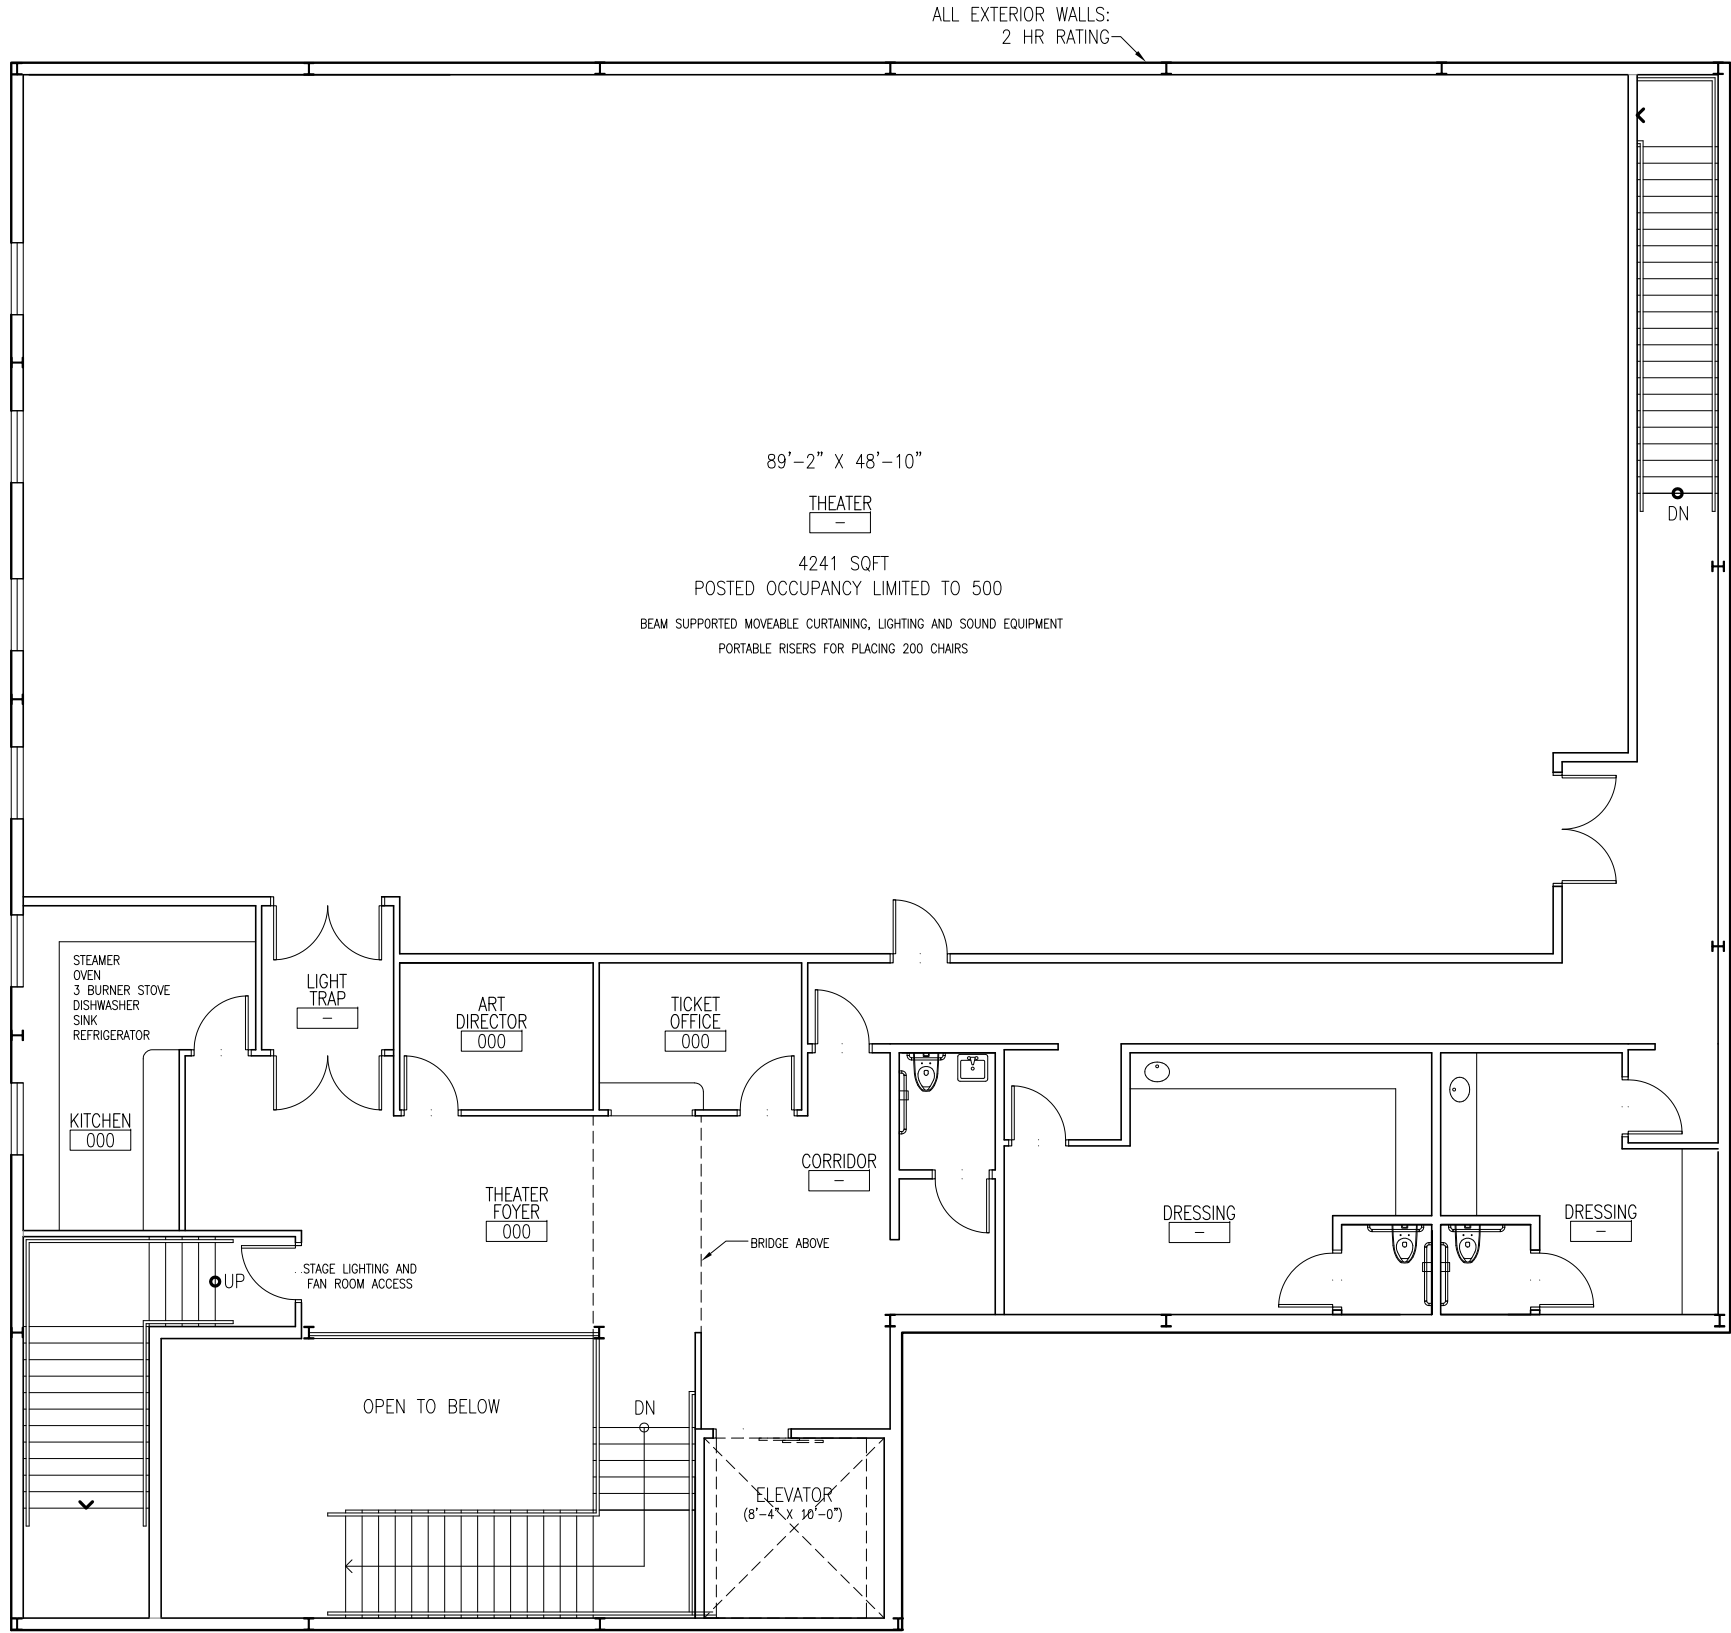 ALL EXTERIOR WALLS:
2 HR RATING
89'-2" X 48'-10"
THEATER
-
4241 SQFT
POSTED OCCUPANCY LIMITED TO 500
BEAM SUPPORTED MOVEABLE CURTAINING, LIGHTING AND SOUND EQUIPMENT
PORTABLE RISERS FOR PLACING 200 CHAIRS
DN
STEAMER
OVEN
3 BURNER STOVE
DISHWASHER
SINK
REFRIGERATOR
KITCHEN
000
LIGHT
TRAP
-
ART
DIRECTOR
000
TICKET
OFFICE
000
THEATER
FOYER
000
CORRIDOR
-
BRIDGE ABOVE
DRESSING
-
DRESSING
-
UP
STAGE LIGHTING AND
FAN ROOM ACCESS
OPEN TO BELOW
DN
ELEVATOR
(8'-4" X 10'-0")